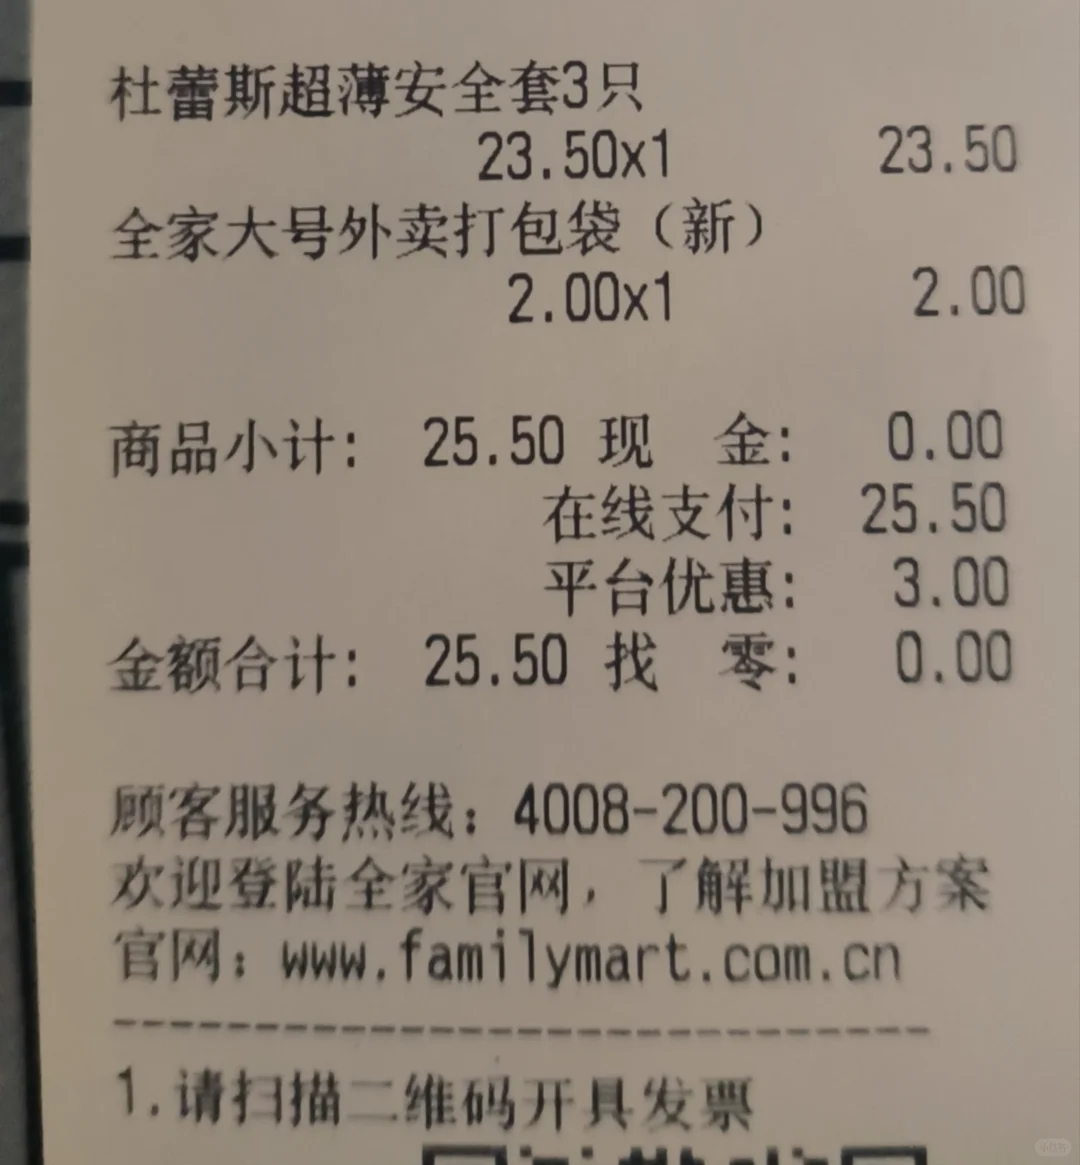 杜蕾斯超薄安全套3只
23.50x1 23.50
全家大号外卖打包袋（新）
2.00x1 2.00
商品小计: 25.50 现 金: 0.00
在线支付: 25.50
平台优惠: 3.00
金额合计: 25.50 找 零: 0.00
顾客服务热线：4008-200-996
欢迎登陆全家官网，了解加盟方案
官网：www.familymart.com.cn
--------------------------------
1.请扫描二维码开具发票
小红书